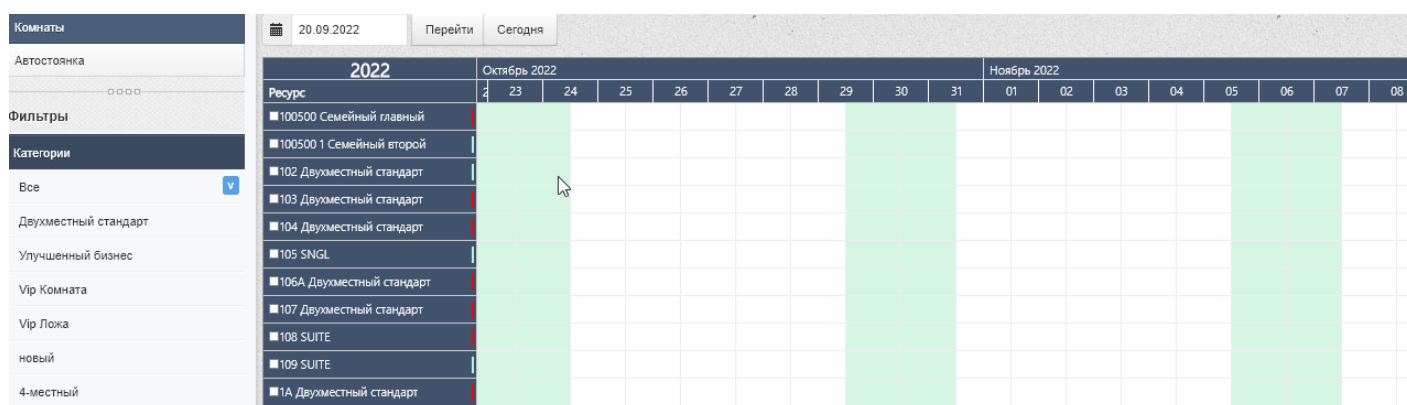 Комнаты
Автостоянка
Фильтры
Категории
Все
V
Двухместный стандарт
Улучшенный бизнес
Vip Комната
Vip Ложа
новый
4-местный
20.09.2022 Перейти Сегодня
2022 Октябрь 2022 Ноябрь 2022
Ресурс 2 23 24 25 26 27 28 29 30 31 01 02 03 04 05 06 07 08
100500 Семейный главный
100500 1 Семейный второй
102 Двухместный стандарт
103 Двухместный стандарт
104 Двухместный стандарт
105 SNGL
106А Двухместный стандарт
107 Двухместный стандарт
108 SUITE
109 SUITE
1А Двухместный стандарт